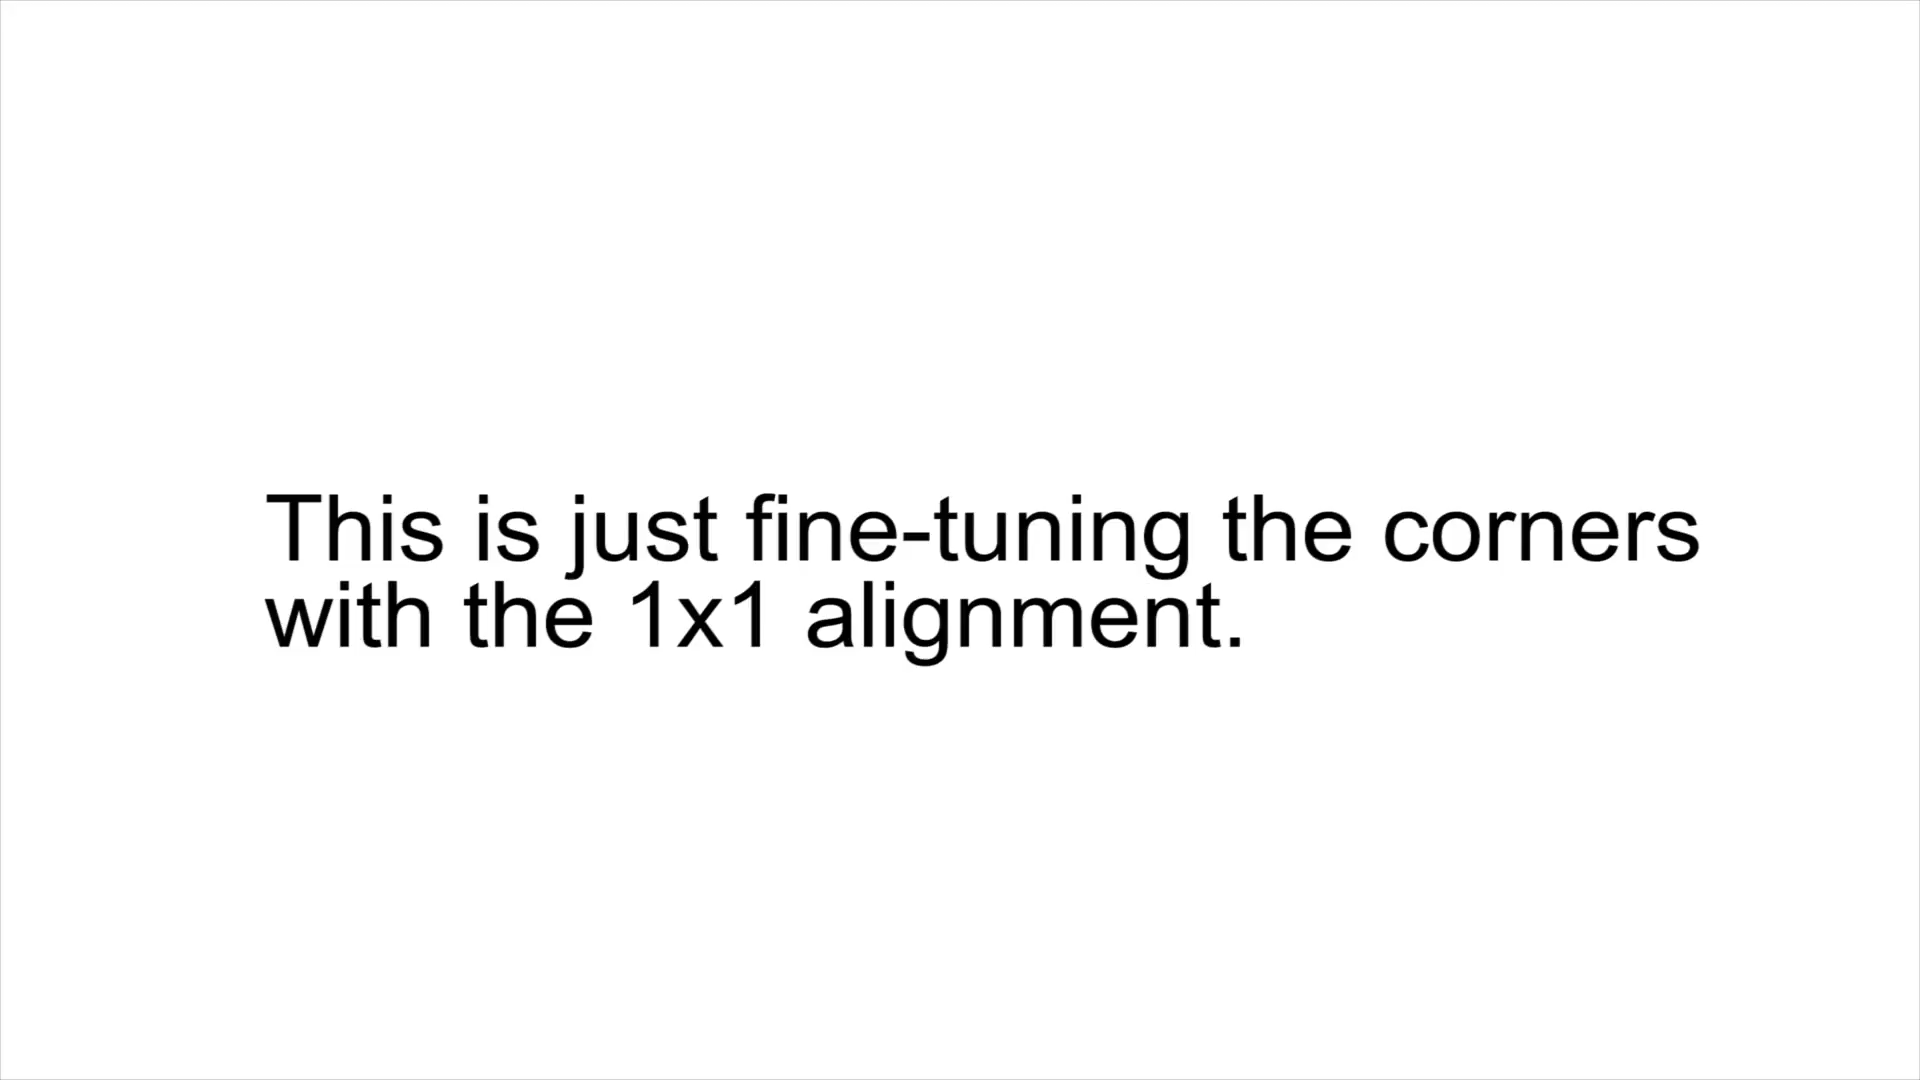 This is just fine-tuning the corners
with the 1x1 alignment.